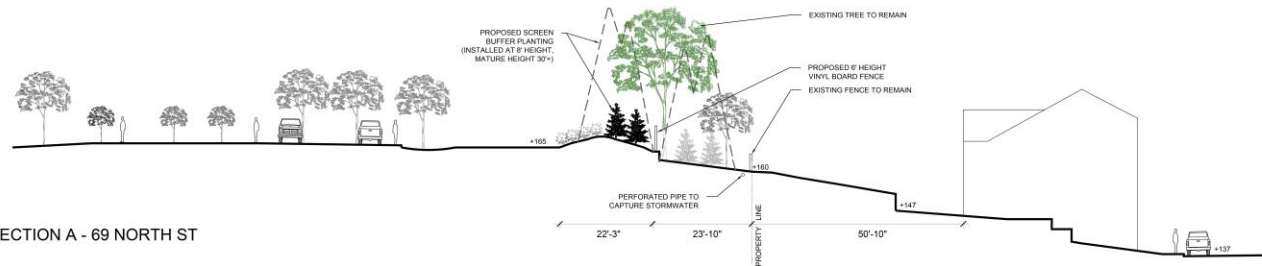 EXISTING TREE TO REMAIN
PROPOSED SCREEN
BUFFER PLANTING
(INSTALLED AT 8' HEIGHT,
MATURE HEIGHT 30'+)
PROPOSED 6' HEIGHT
VINYL BOARD FENCE
EXISTING FENCE TO REMAIN
+165
+160
PERFORATED PIPE TO
CAPTURE STORMWATER
+147
22'-3"
23'-10"
50'-10"
PROPERTY LINE
+137
ECTION A - 69 NORTH ST